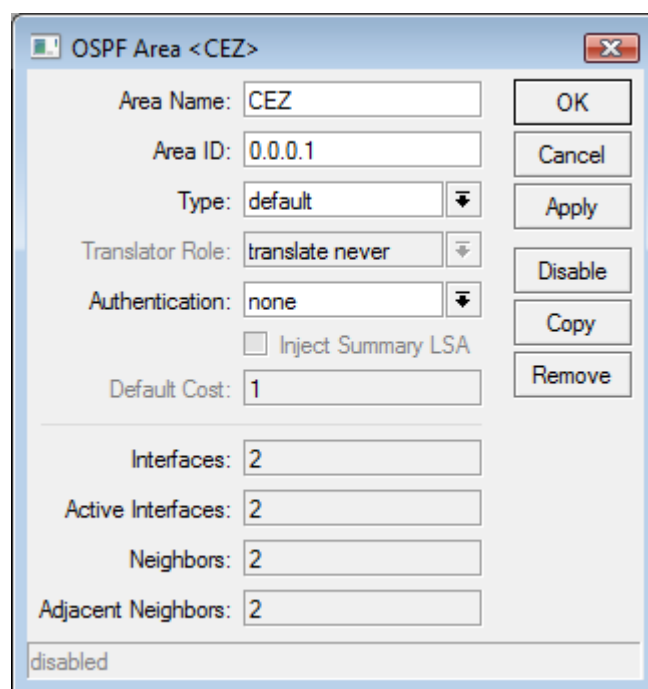 OSPF Area <CEZ>
Area Name: CEZ
OK
Area ID: 0.0.0.1
Cancel
Type: default
Apply
Translator Role: translate never
Disable
Authentication: none
Copy
Inject Summary LSA
Default Cost: 1
Remove
Interfaces: 2
Active Interfaces: 2
Neighbors: 2
Adjacent Neighbors: 2
disabled